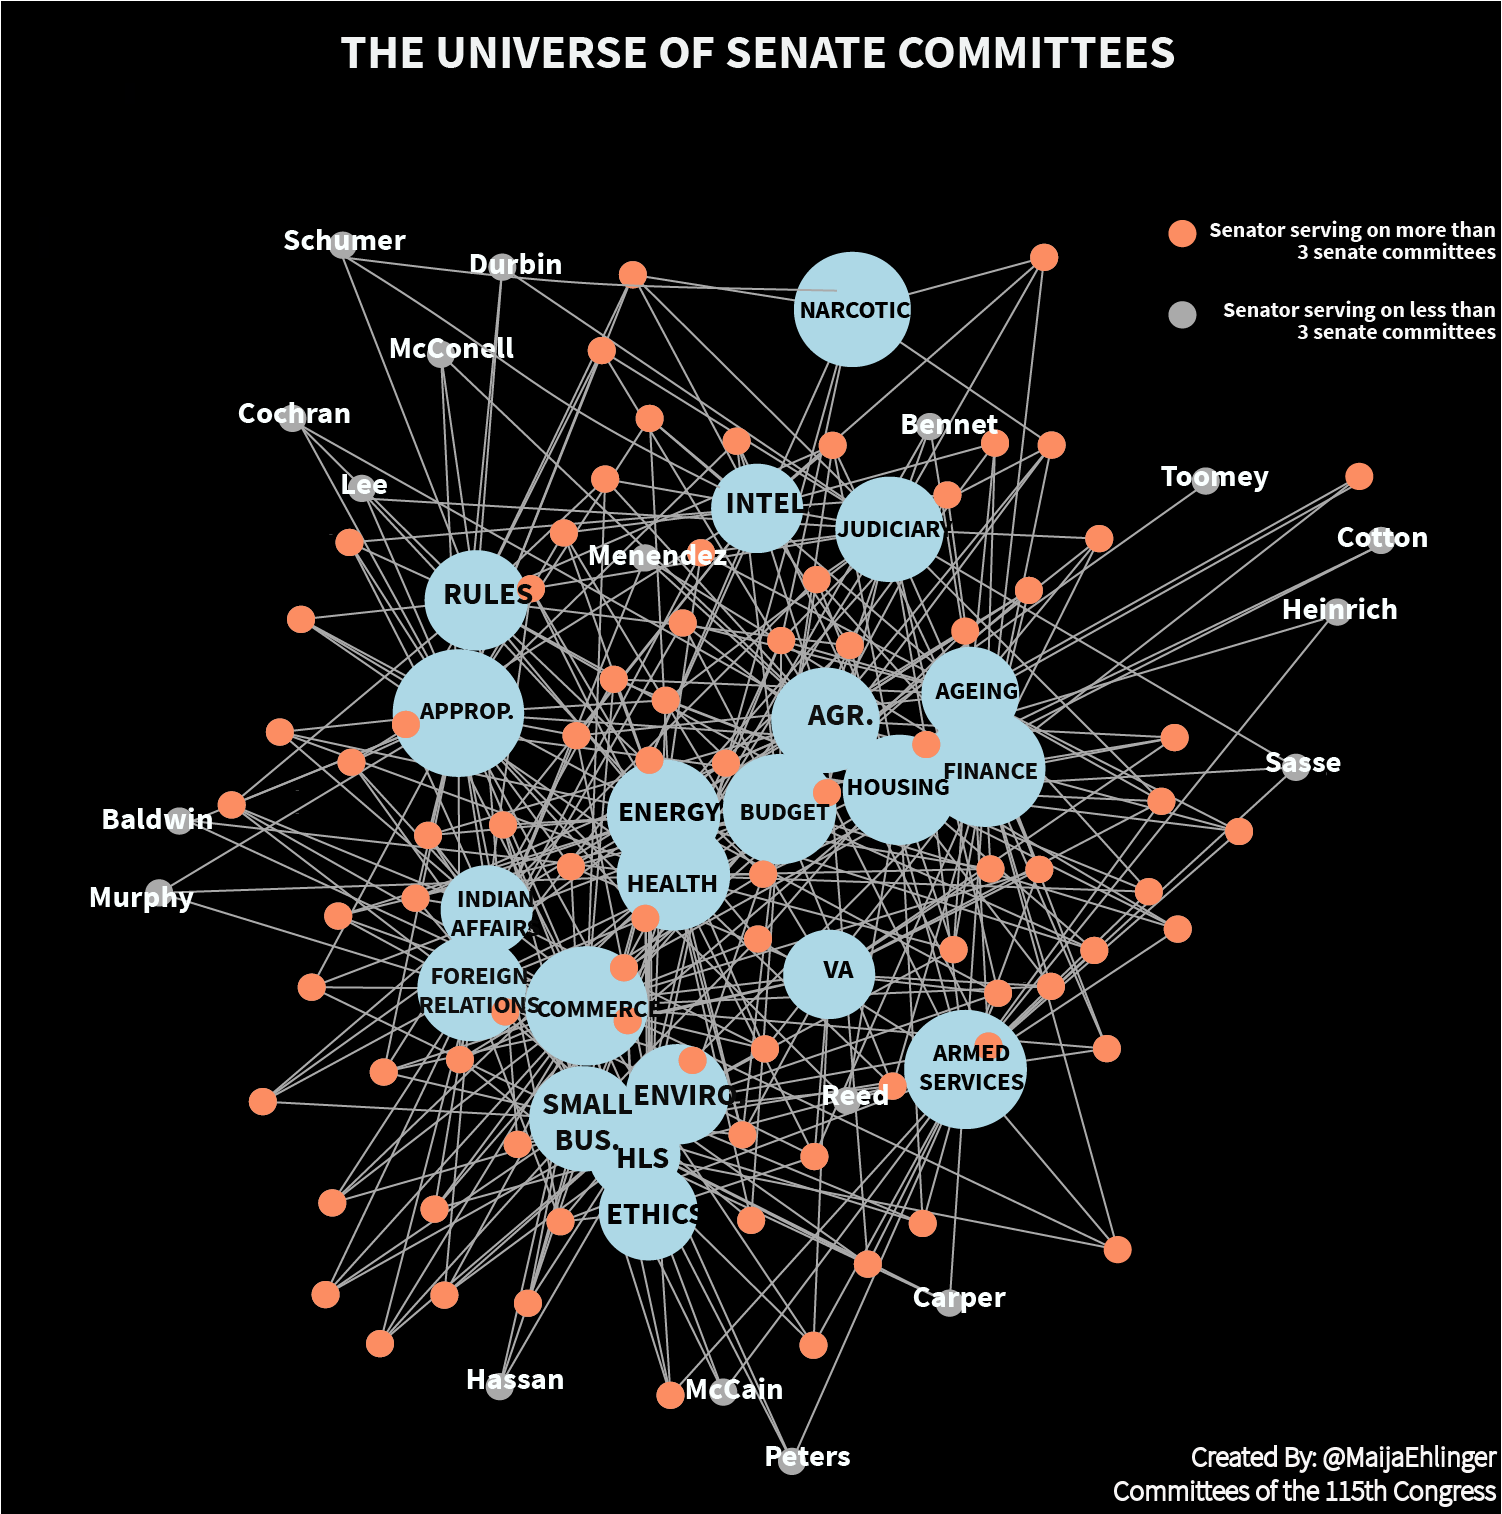 THE UNIVERSE OF SENATE COMMITTEES
Senator serving on more than
3 senate committees
Senator serving on less than
3 senate committees
Schumer
Durbin
NARCOTIC
McConell
Cochran
Bennet
Lee
Toomey
INTEL
JUDICIARY
Cotton
Menendez
RULES
Heinrich
AGEING
APPROP.
AGR.
Sasse
FINANCE
HOUSING
ENERGY
BUDGET
Baldwin
HEALTH
Murphy
INDIAN
AFFAIRS
VA
FOREIGN
RELATIONS
COMMERCE
ARMED
SERVICES
Reed
ENVIRO.
SMALL
BUS.
HLS
ETHICS
Carper
Hassan
McCain
Peters
Created By: @MaijaEhlinger
Committees of the 115th Congress